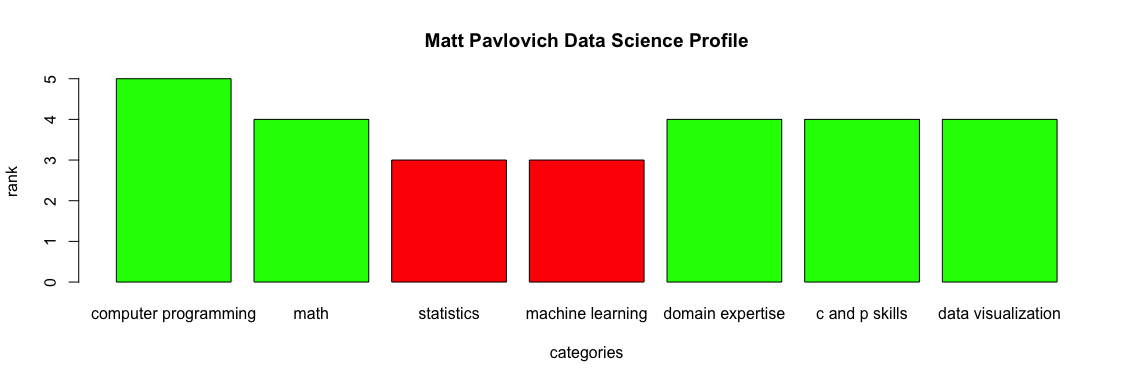 Matt Pavlovich Data Science Profile
5
4
3
2
1
0
rank
computer programming math statistics machine learning domain expertise c and p skills data visualization
categories